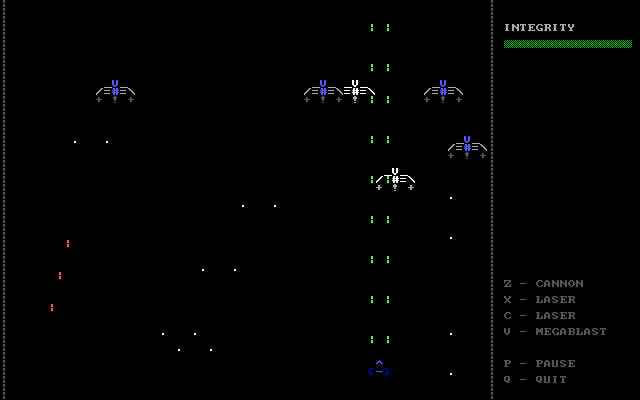 INTEGRITY
Z - CANNON
X - LASER
C - LASER
V - MEGABLAST
P - PAUSE
Q - QUIT